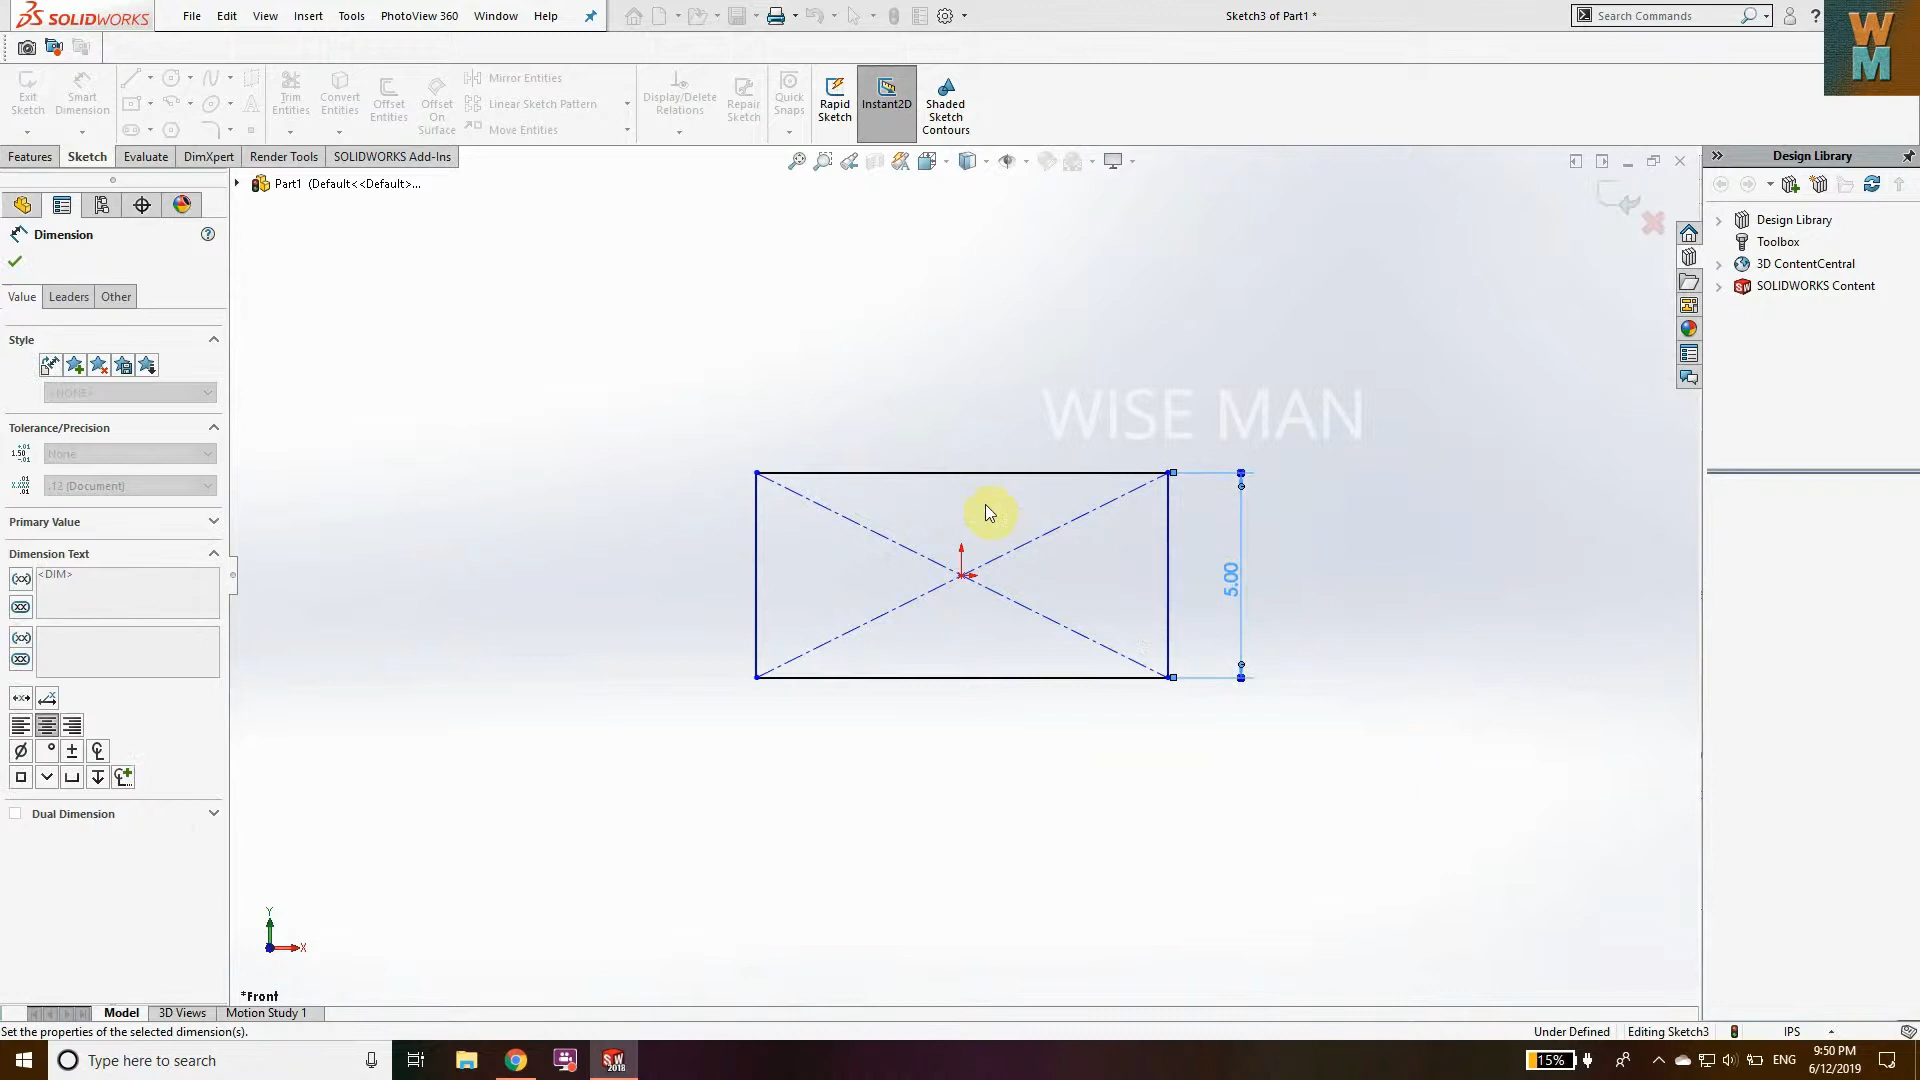 SOLIDWORKS
File Edit View Insert Tools PhotoView 360 Window Help
Sketch3 of Part1 *
Search Commands
?
W
M
Exit Sketch
Smart Dimension
Trim Entities
Convert Entities
Offset Entities
Offset On Surface
Mirror Entities
Linear Sketch Pattern
Move Entities
Display/Delete Relations
Repair Sketch
Quick Snaps
Rapid Sketch
Instant2D
Shaded Sketch Contours
Features Sketch Evaluate DimXpert Render Tools SOLIDWORKS Add-Ins
Part1 (Default<<Default>...
Design Library
Design Library
Toolbox
3D ContentCentral
SOLIDWORKS Content
Dimension
Value Leaders Other
Style
<NONE>
Tolerance/Precision
None
.12 (Document)
Primary Value
Dimension Text
<DIM>
Dual Dimension
WISE MAN
5.00
Y
X
*Front
Model 3D Views Motion Study 1
Set the properties of the selected dimension(s).
Under Defined Editing Sketch3 IPS
Type here to search
SW
2018
15%
ENG
9:50 PM
6/12/2019